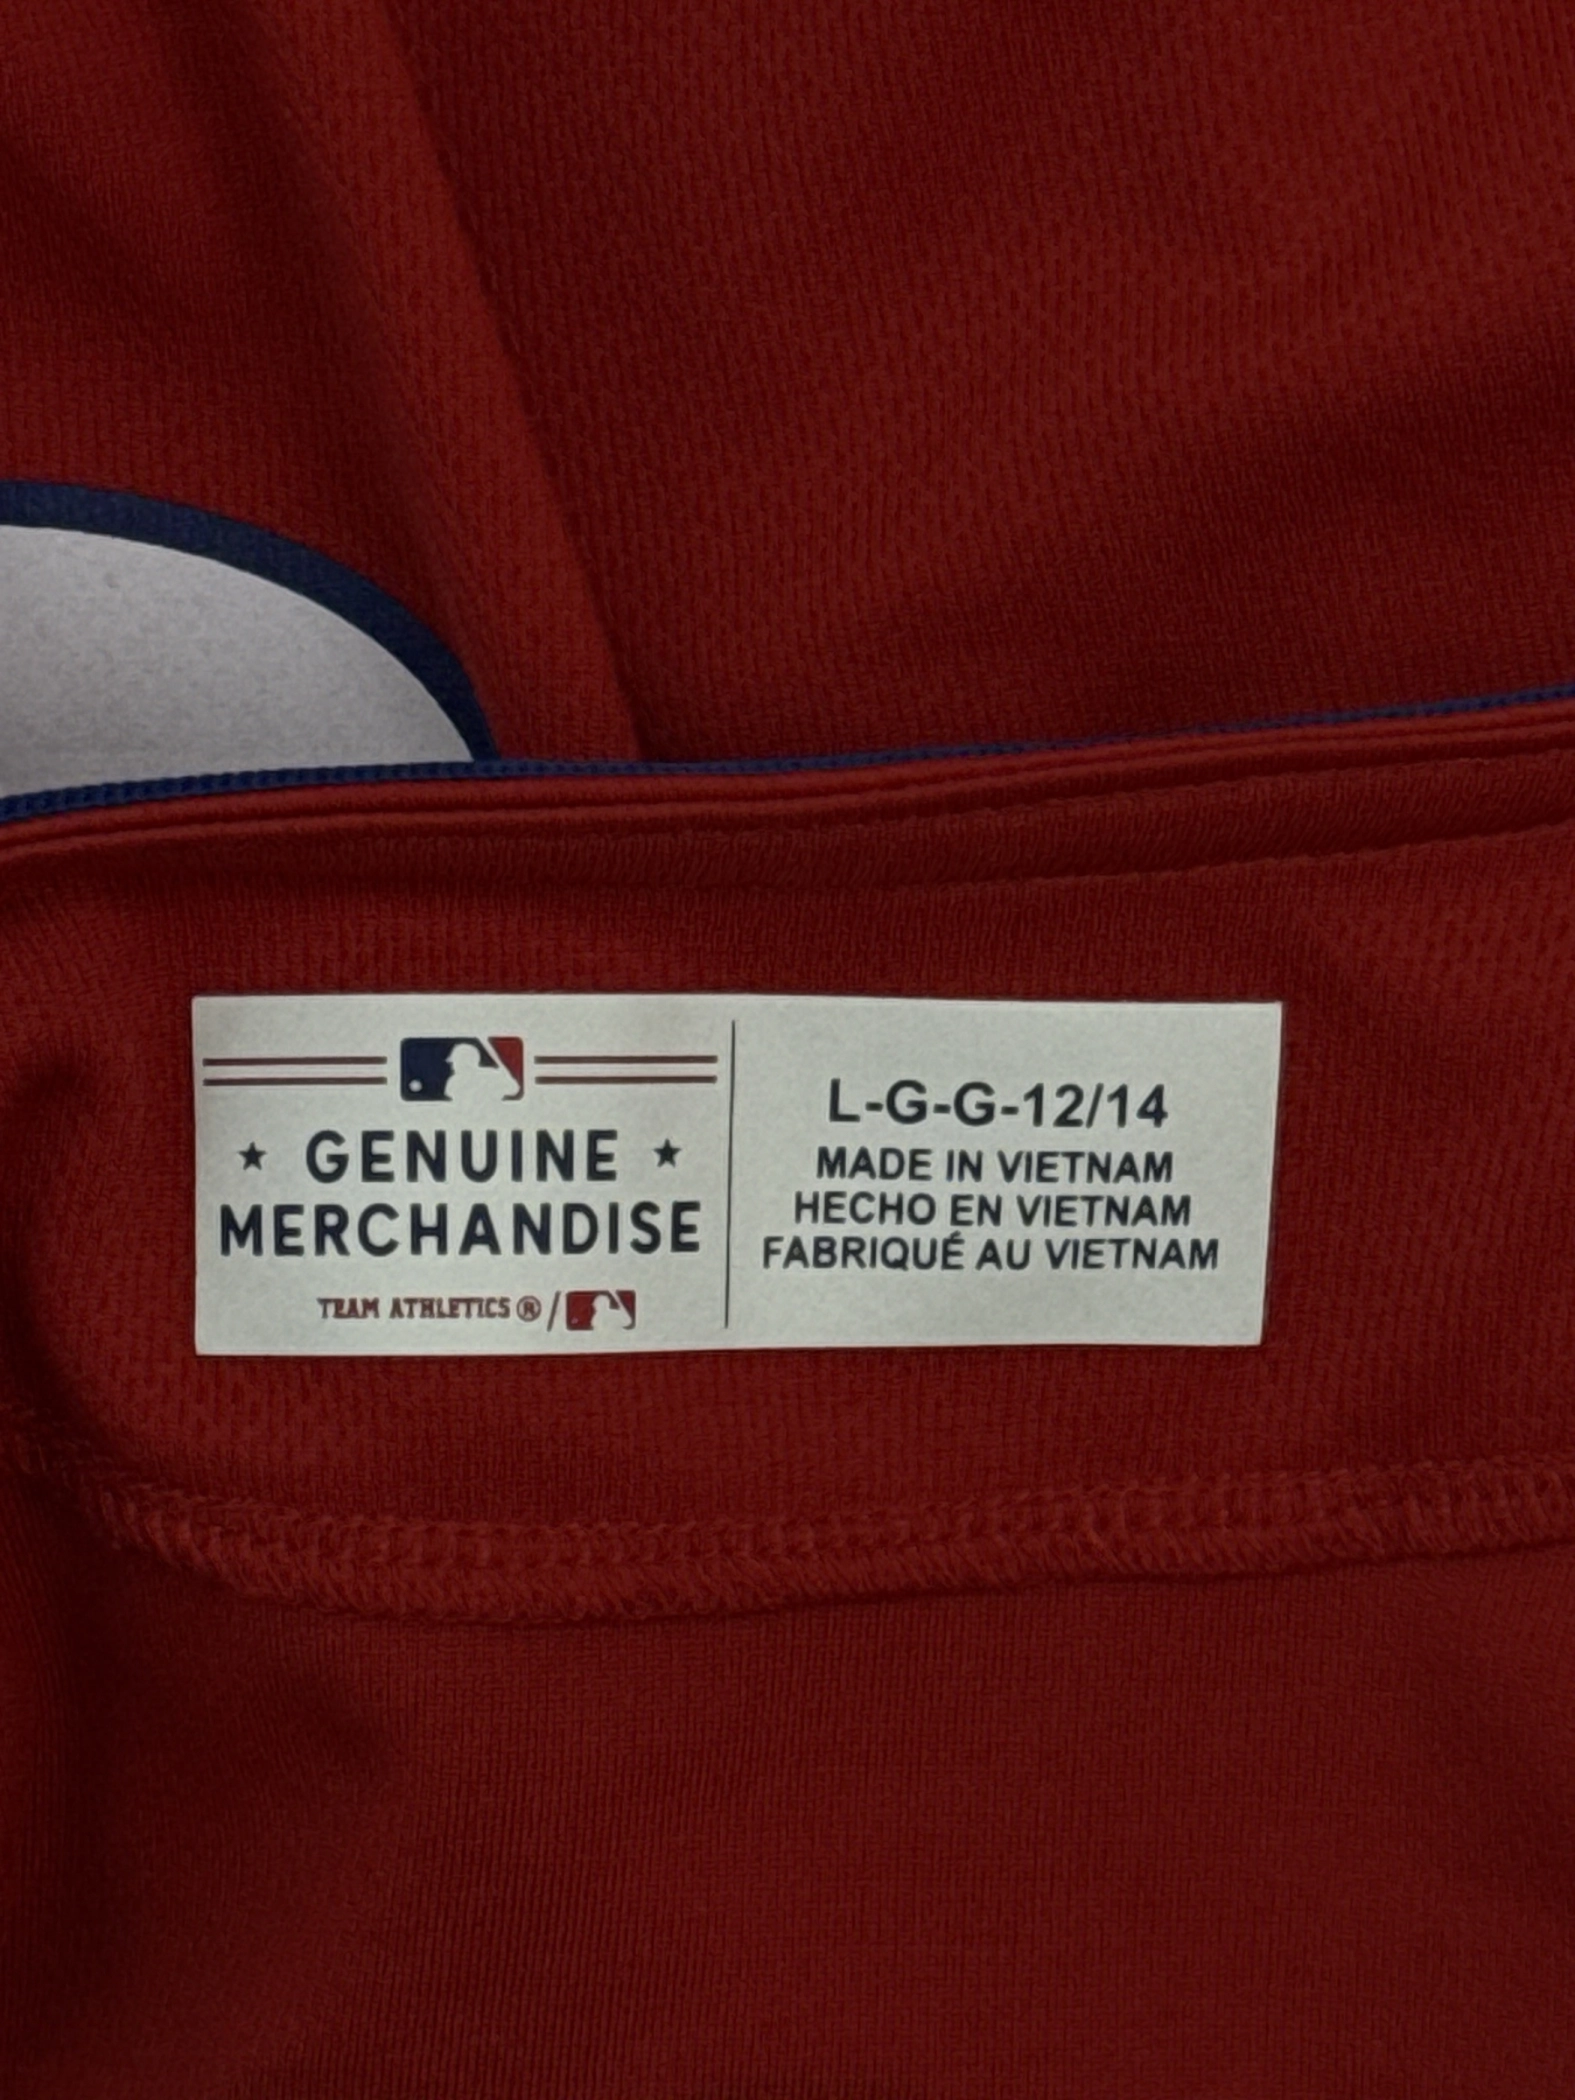 ★ GENUINE ★
MERCHANDISE
TEAM ATHLETICS® /
L-G-G-12/14
MADE IN VIETNAM
HECHO EN VIETNAM
FABRIQUÉ AU VIETNAM